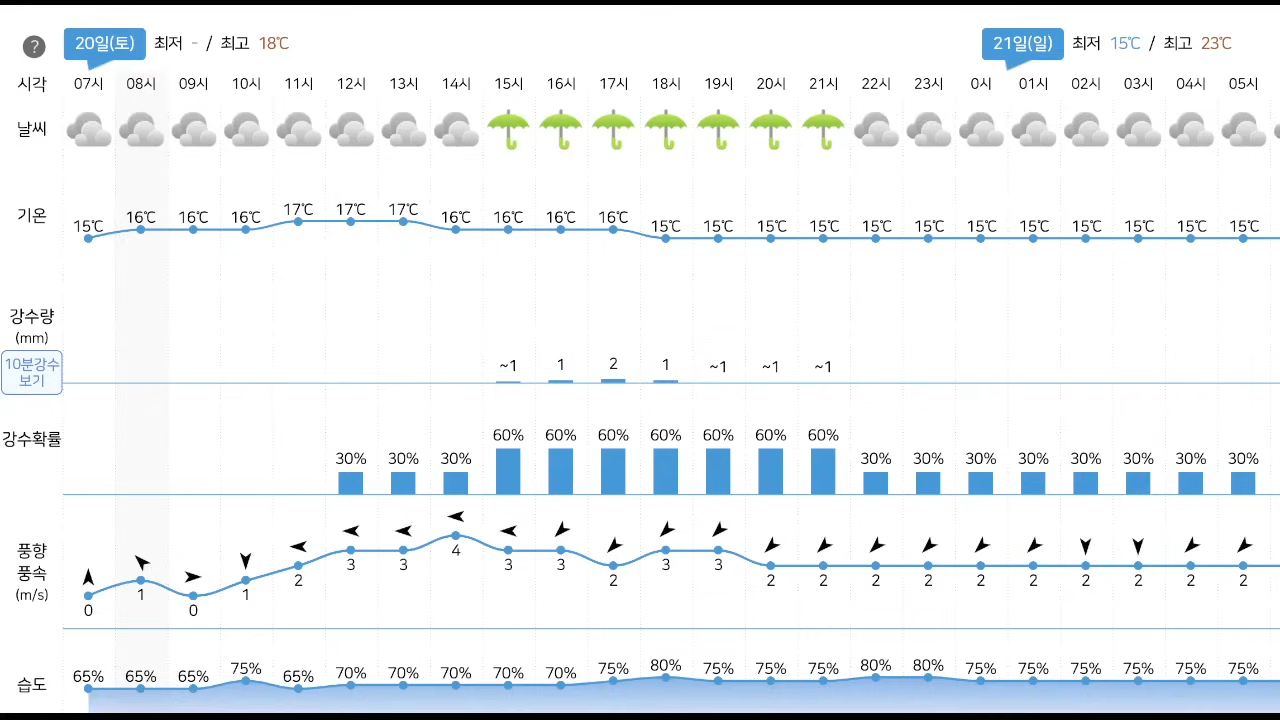 ? 20일(토) 최저 - / 최고 18℃ 21일(일) 최저 15℃ / 최고 23℃
시각 07시 08시 09시 10시 11시 12시 13시 14시 15시 16시 17시 18시 19시 20시 21시 22시 23시 0시 01시 02시 03시 04시 05시
날씨
기온 15℃ 16℃ 16℃ 16℃ 17℃ 17℃ 17℃ 16℃ 16℃ 16℃ 16℃ 15℃ 15℃ 15℃ 15℃ 15℃ 15℃ 15℃ 15℃ 15℃ 15℃ 15℃ 15℃
강수량
(mm)
10분강수
보기
~1 1 2 1 ~1 ~1 ~1
강수확률 30% 30% 30% 60% 60% 60% 60% 60% 60% 60% 30% 30% 30% 30% 30% 30% 30% 30%
풍향
풍속
(m/s)
0 1 0 1 2 3 3 4 3 3 2 3 3 2 2 2 2 2 2 2 2 2 2
습도 65% 65% 65% 75% 65% 70% 70% 70% 70% 70% 75% 80% 75% 75% 75% 80% 80% 75% 75% 75% 75% 75% 75%